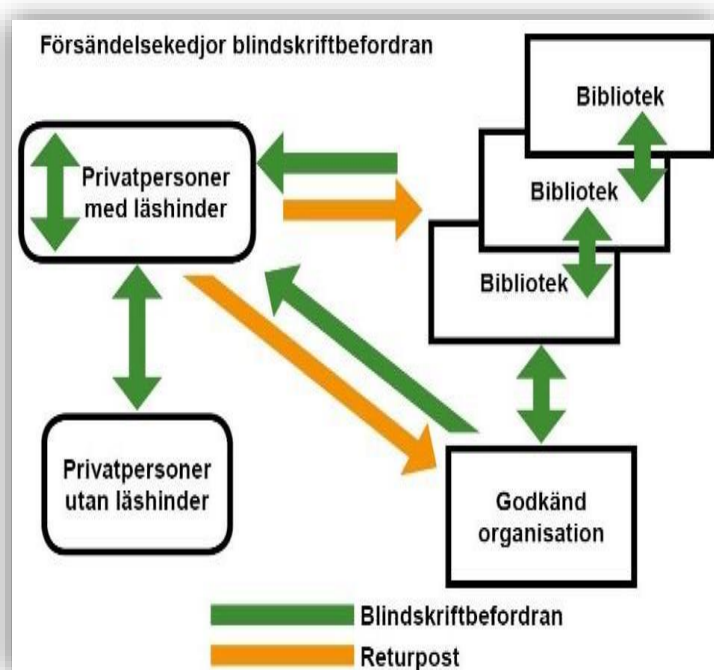 Försändelsekedjor blindskriftbefordran
Bibliotek
Privatpersoner
med läshinder
Bibliotek
Bibliotek
Privatpersoner
utan läshinder
Godkänd
organisation
Blindskriftbefordran
Returpost